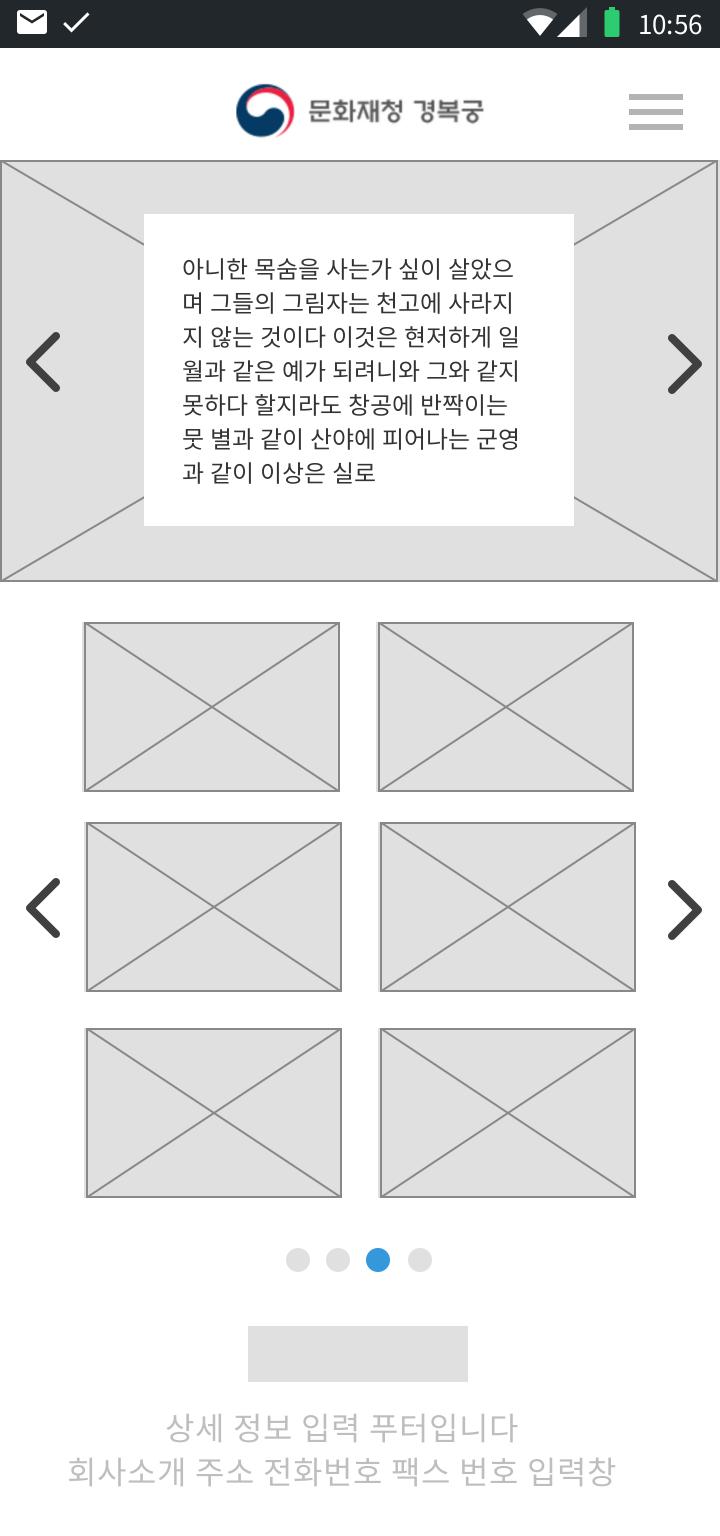 10:56
문화재청 경복궁
아니한 목숨을 사는가 싶이 살았으
며 그들의 그림자는 천고에 사라지
지 않는 것이다 이것은 현저하게 일
월과 같은 예가 되려니와 그와 같지
못하다 할지라도 창공에 반짝이는
뭇 별과 같이 산야에 피어나는 군영
과 같이 이상은 실로
상세 정보 입력 푸터입니다
회사소개 주소 전화번호 팩스 번호 입력창